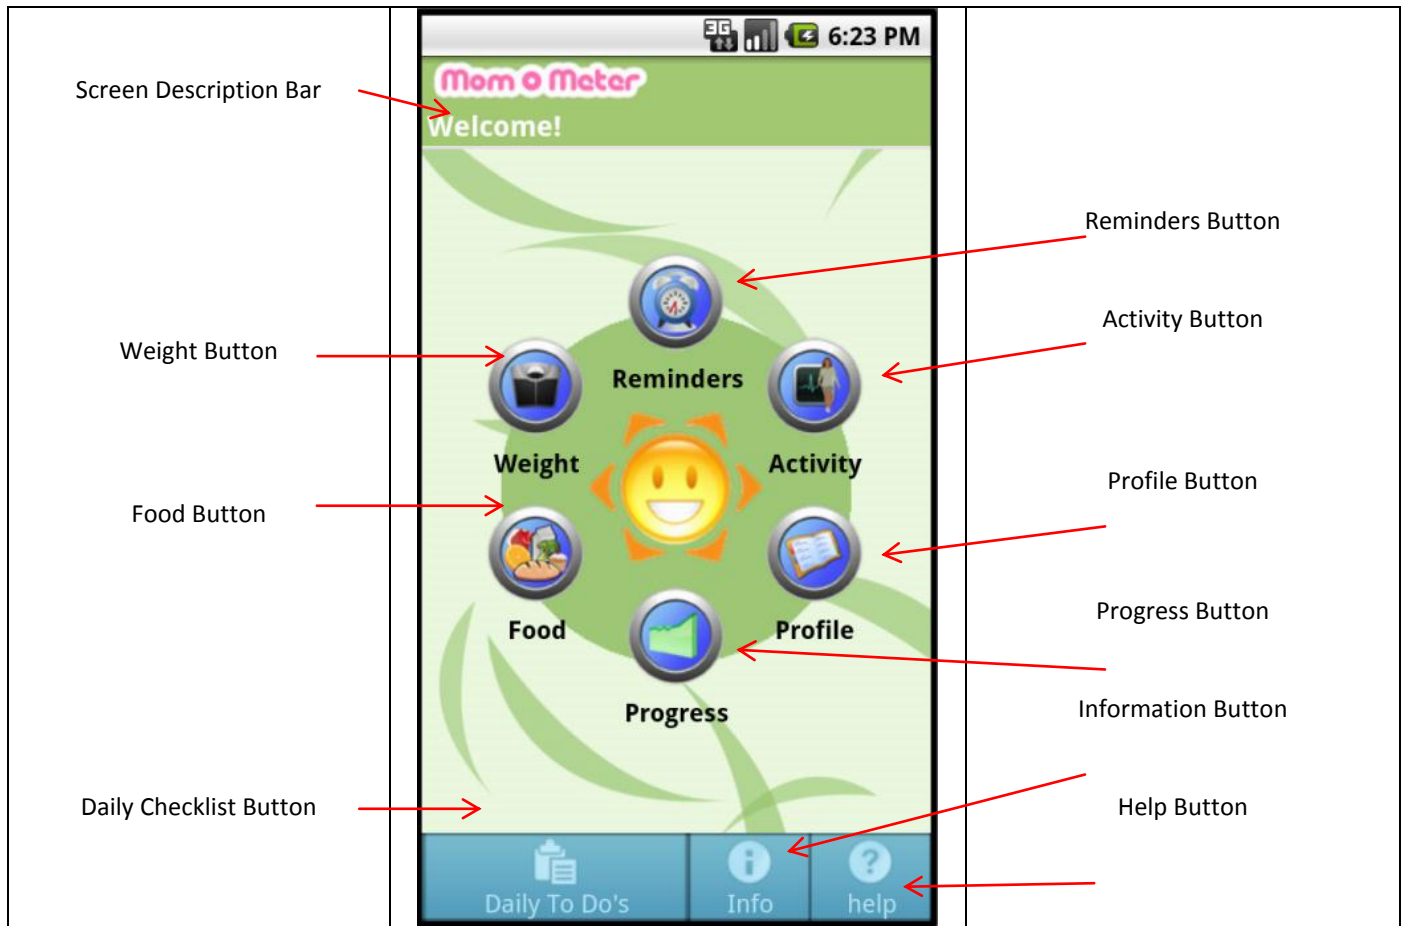 3G 6:23 PM
Mom O Meter
Screen Description Bar
Welcome!
Reminders Button
Activity Button
Weight Button
Reminders
Weight
Activity
Profile Button
Food Button
Progress Button
Food
Profile
Progress
Information Button
Daily Checklist Button
Help Button
Daily To Do's
Info
help